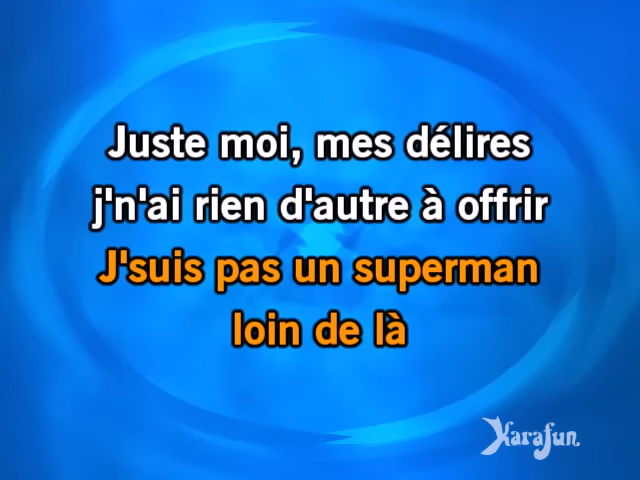 Juste moi, mes délires
j'n'ai rien d'autre à offrir
J'suis pas un superman
loin de là
Karafun